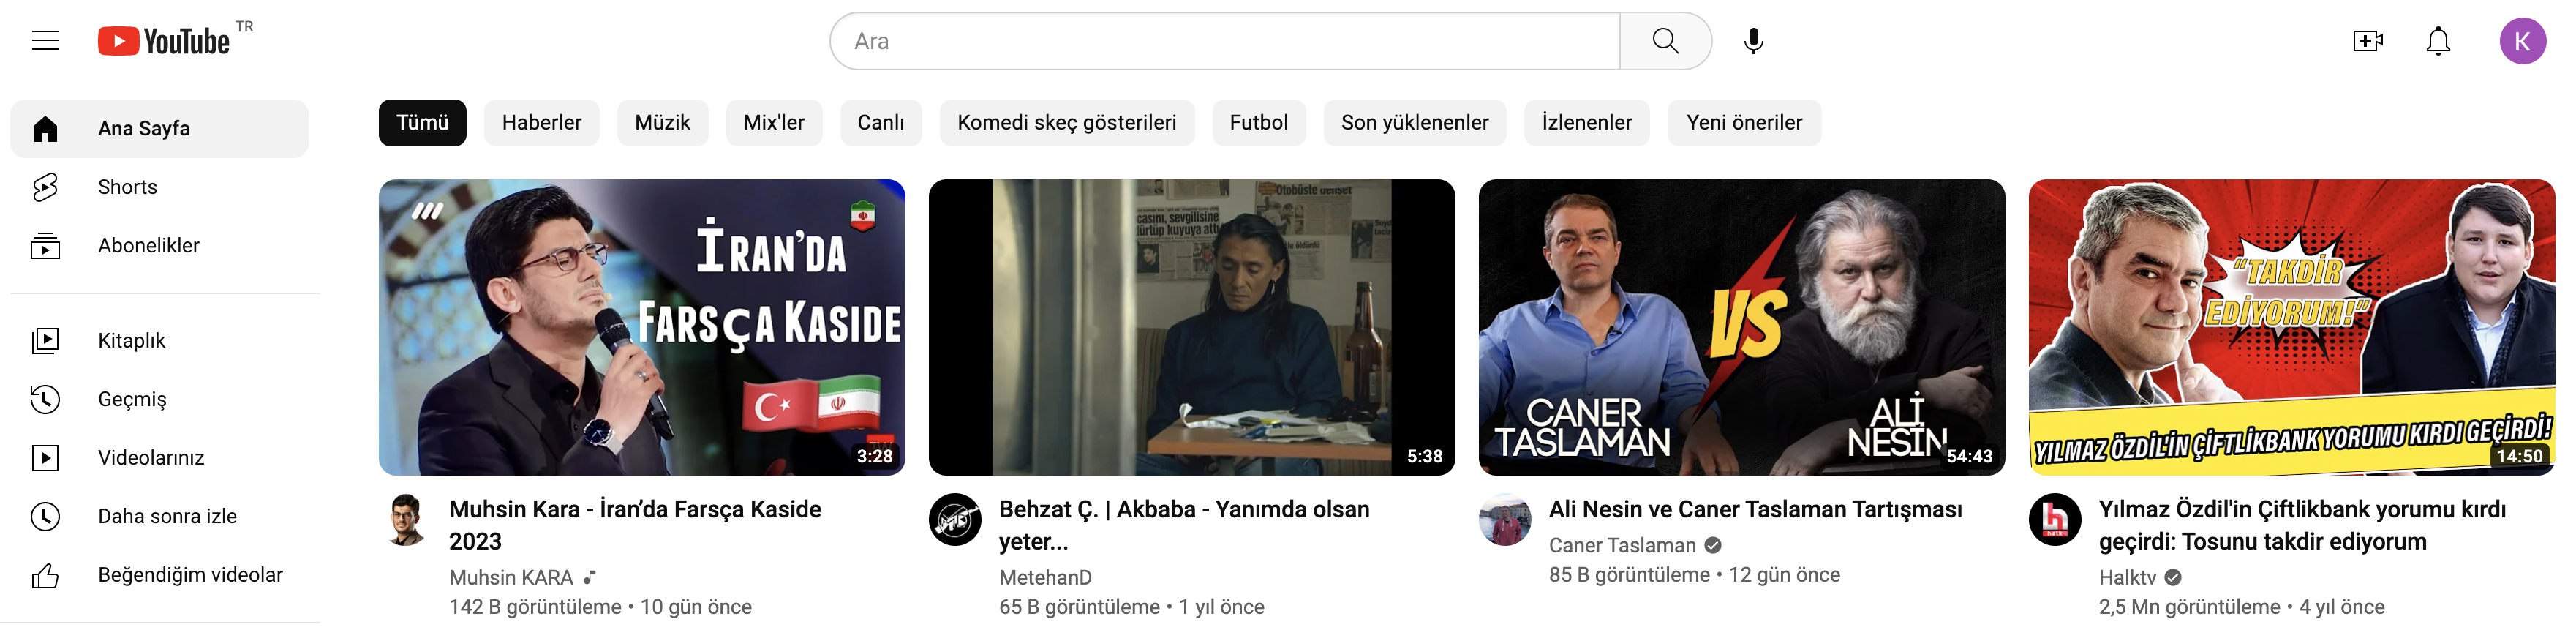 YouTube TR
Ara
K
Ana Sayfa
Shorts
Abonelikler
Kitaplık
Geçmiş
Videolarınız
Daha sonra izle
Beğendiğim videolar
Tümü
Haberler
Müzik
Mix'ler
Canlı
Komedi skeç gösterileri
Futbol
Son yüklenenler
İzlenenler
Yeni öneriler
İRAN'DA
FARSÇA KASIDE
3:28
Muhsin Kara - İran’da Farsça Kaside
2023
Muhsin KARA
142 B görüntüleme • 10 gün önce
casını, sevgilisine
kuyuya attı
öldürdü
5:38
Behzat Ç. | Akbaba - Yanımda olsan
yeter...
MetehanD
65 B görüntüleme • 1 yıl önce
VS
CANER
TASLAMAN
ALİ
NESİN
54:43
Ali Nesin ve Caner Taslaman Tartışması
Caner Taslaman
85 B görüntüleme • 12 gün önce
“TAKDİR
EDİYORUM!”
YILMAZ ÖZDİL'İN ÇİFTLİKBANK YORUMU KIRDI GEÇİRDİ!
14:50
h
halk
Yılmaz Özdil'in Çiftlikbank yorumu kırdı
geçirdi: Tosunu takdir ediyorum
Halktv
2,5 Mn görüntüleme • 4 yıl önce